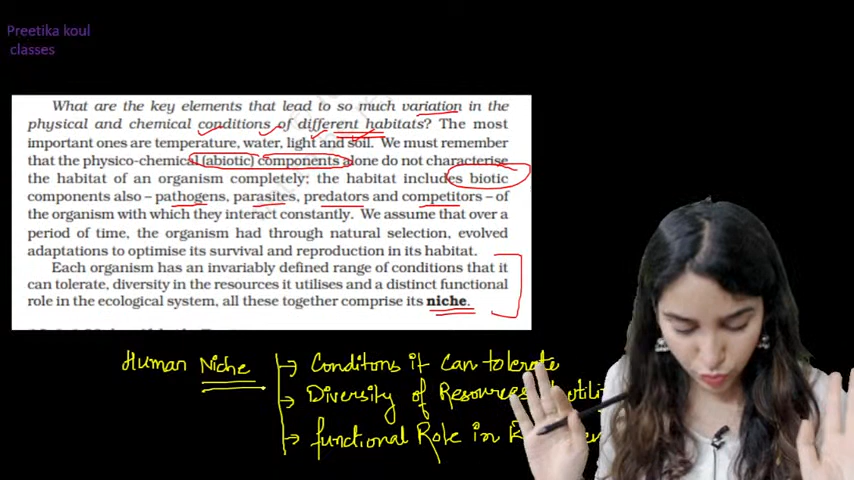 Preetika koul
classes
What are the key elements that lead to so much variation in the
physical and chemical conditions of different habitats? The most
important ones are temperature, water, light and soil. We must remember
that the physico-chemical (abiotic) components alone do not characterise
the habitat of an organism completely; the habitat includes biotic
components also – pathogens, parasites, predators and competitors – of
the organism with which they interact constantly. We assume that over a
period of time, the organism had through natural selection, evolved
adaptations to optimise its survival and reproduction in its habitat.
Each organism has an invariably defined range of conditions that it
can tolerate, diversity in the resources it utilises and a distinct functional
role in the ecological system, all these together comprise its niche.
Human Niche
Conditons it Can tolerate
Diversity of Resources
functional Role in